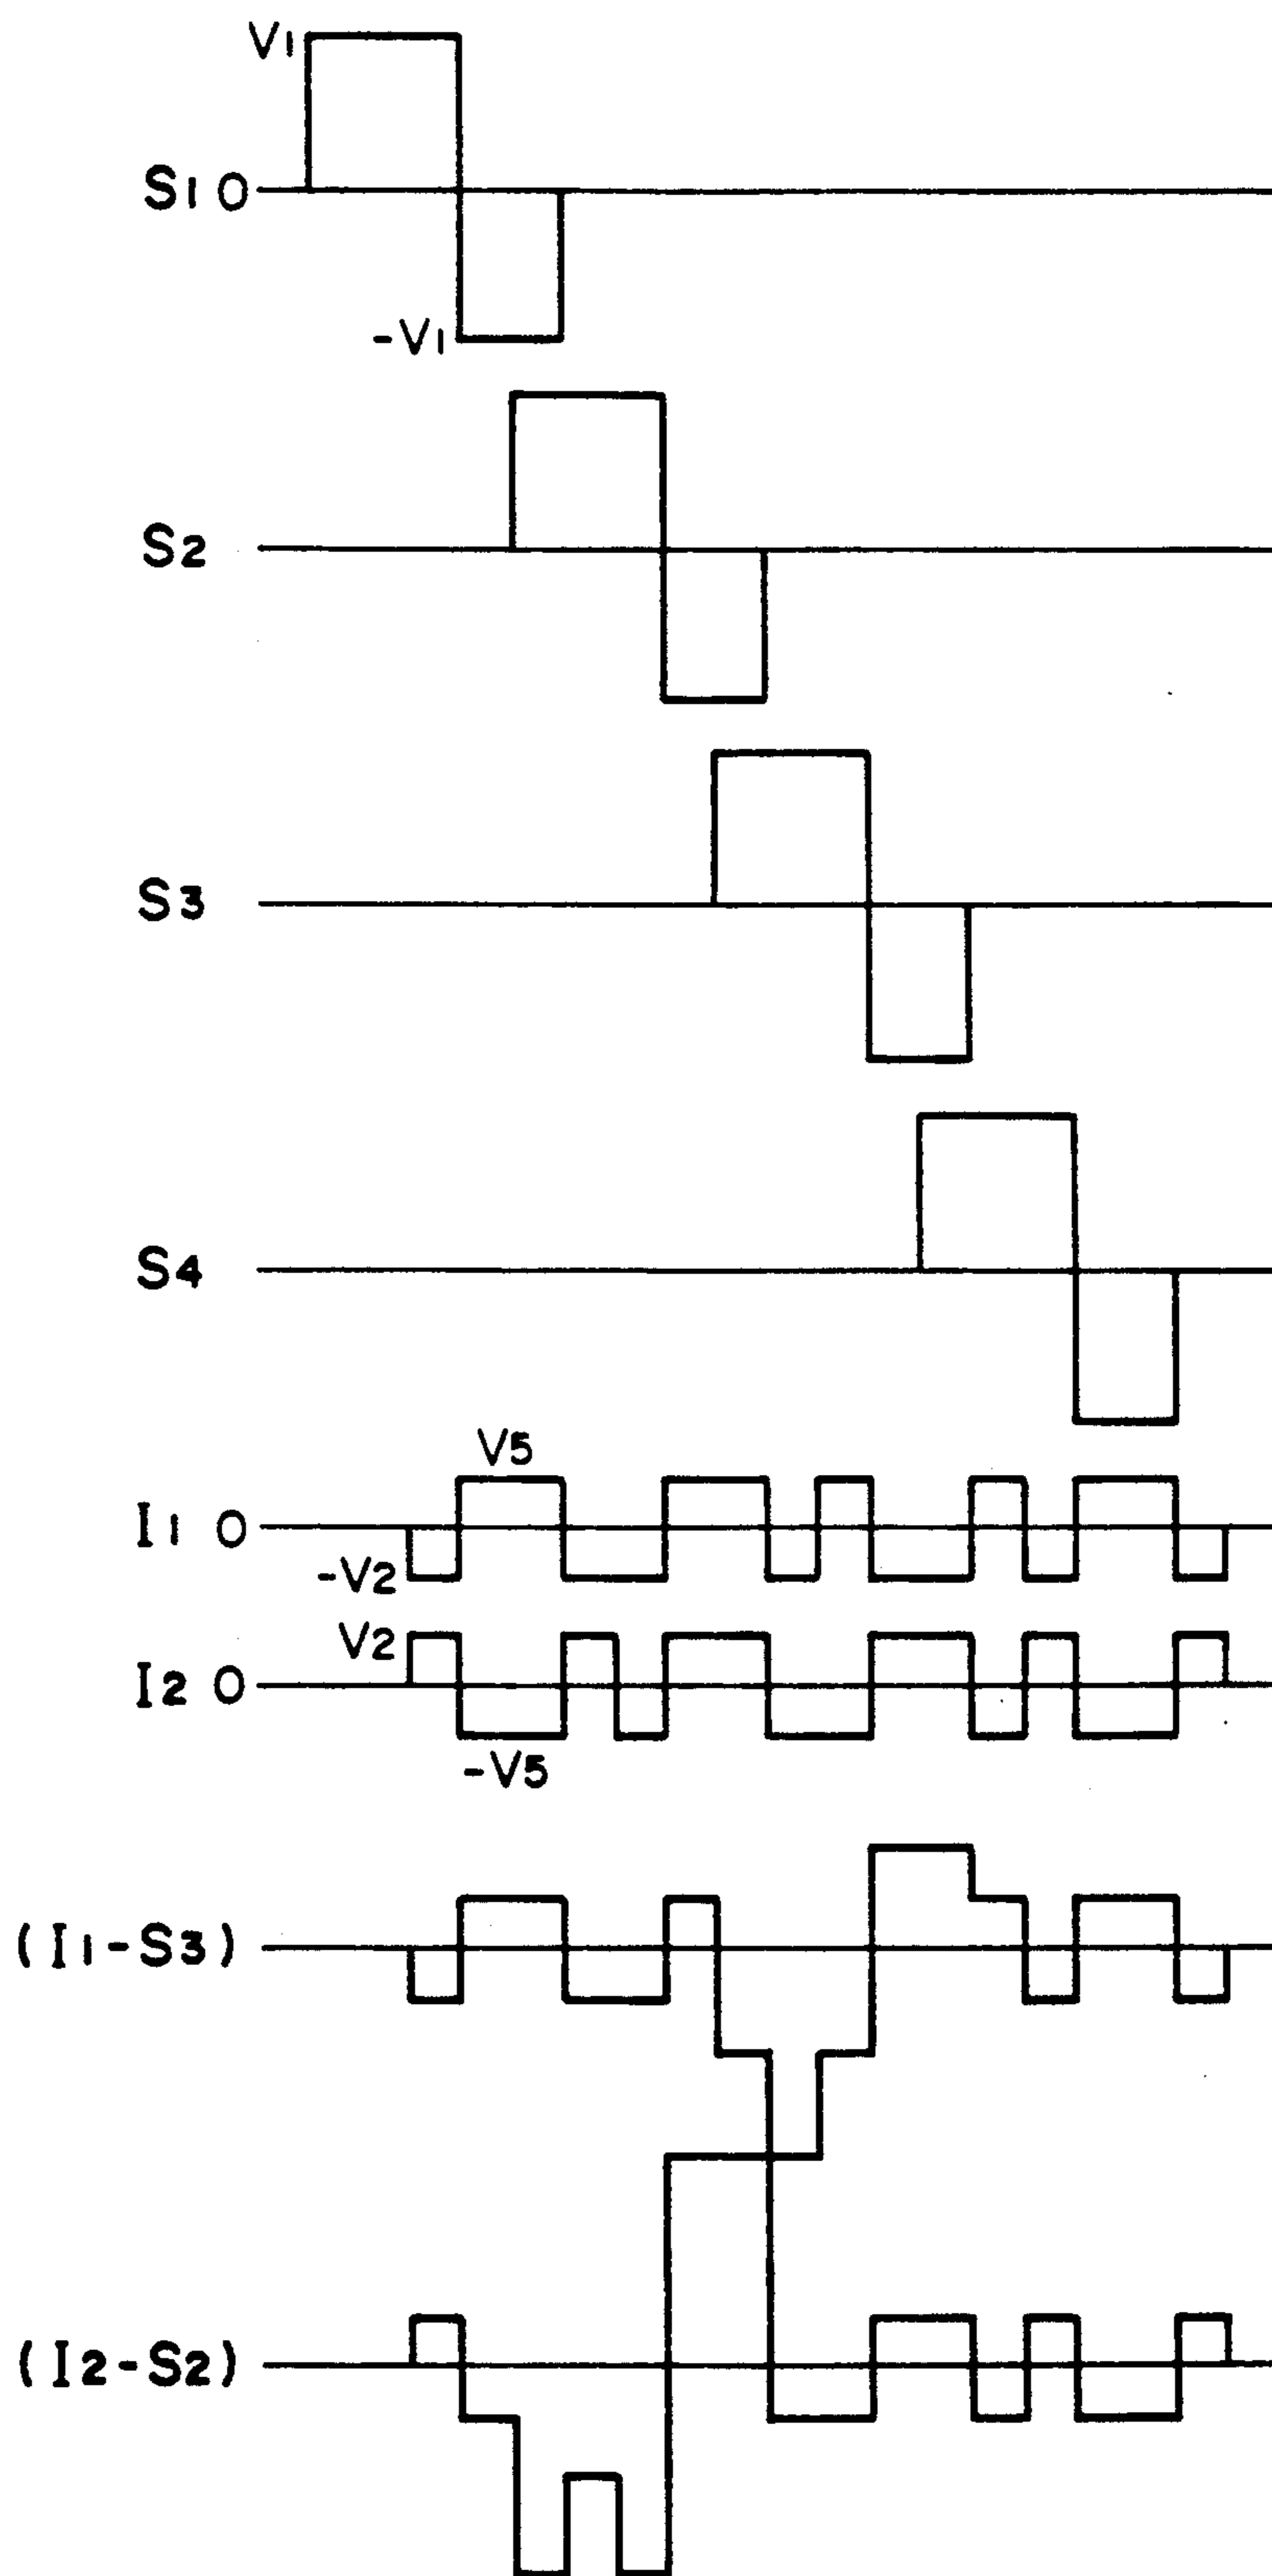 V1
S1 0
-V1
S2
S3
S4
V5
I1 0
-V2
V2
I2 0
-V5
(I1-S3)
(I2-S2)